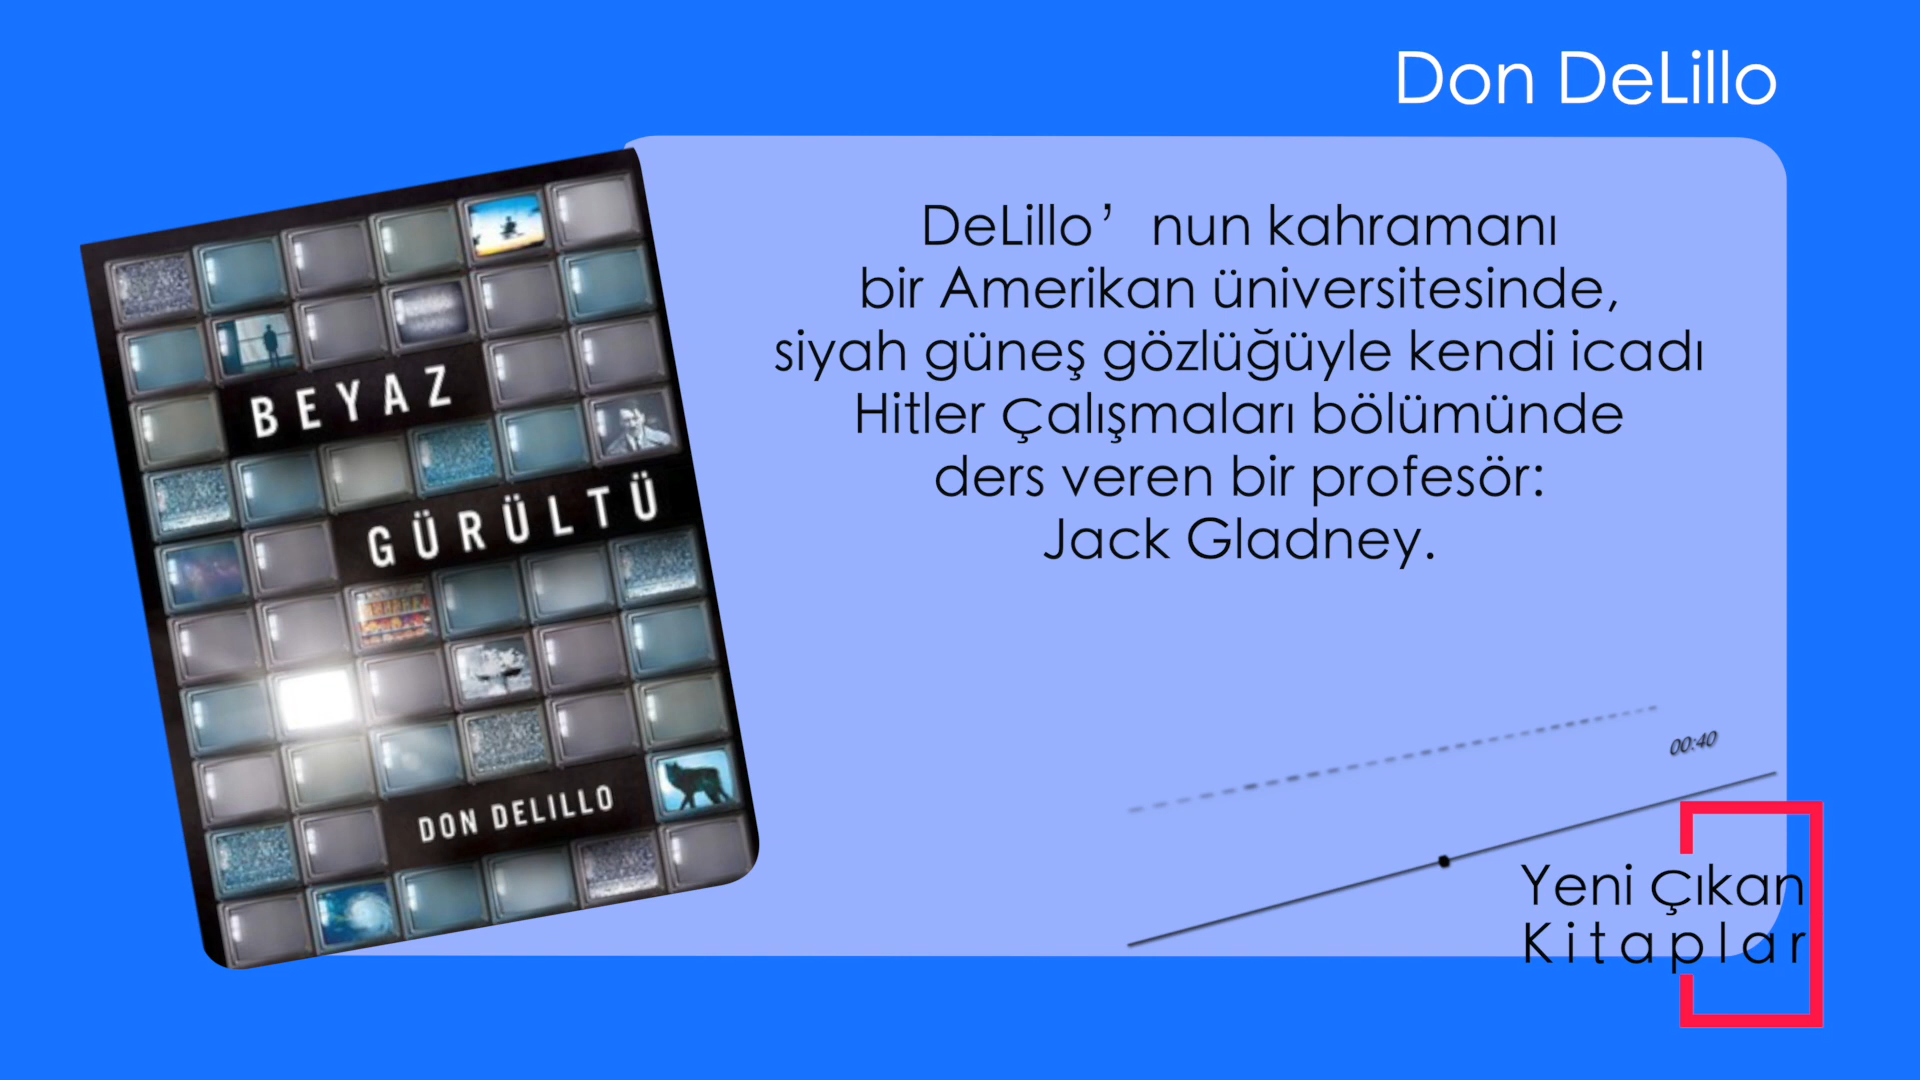 Don DeLillo
BEYAZ
GÜRÜLTÜ
DON DELILLO
DeLillo’ nun kahramanı
bir Amerikan üniversitesinde,
siyah güneş gözlüğüyle kendi icadı
Hitler Çalışmaları bölümünde
ders veren bir profesör:
Jack Gladney.
00:40
Yeni Çıkan
Kitaplar